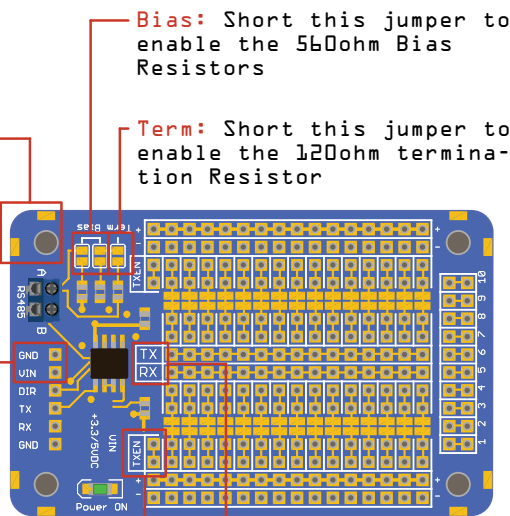 Bias: Short this jumper to
enable the 560ohm Bias
Resistors
Term: Short this jumper to
enable the 120ohm termina-
tion Resistor
Bias Term
+ +
- -
TXEN
A
RS485
B
10
9
8
7
6
5
4
3
2
1
GND
VIN
DIR
TX
RX
GND
TX
RX
+3.3/5VDC
VIN
TXEN
+ +
- -
Power ON